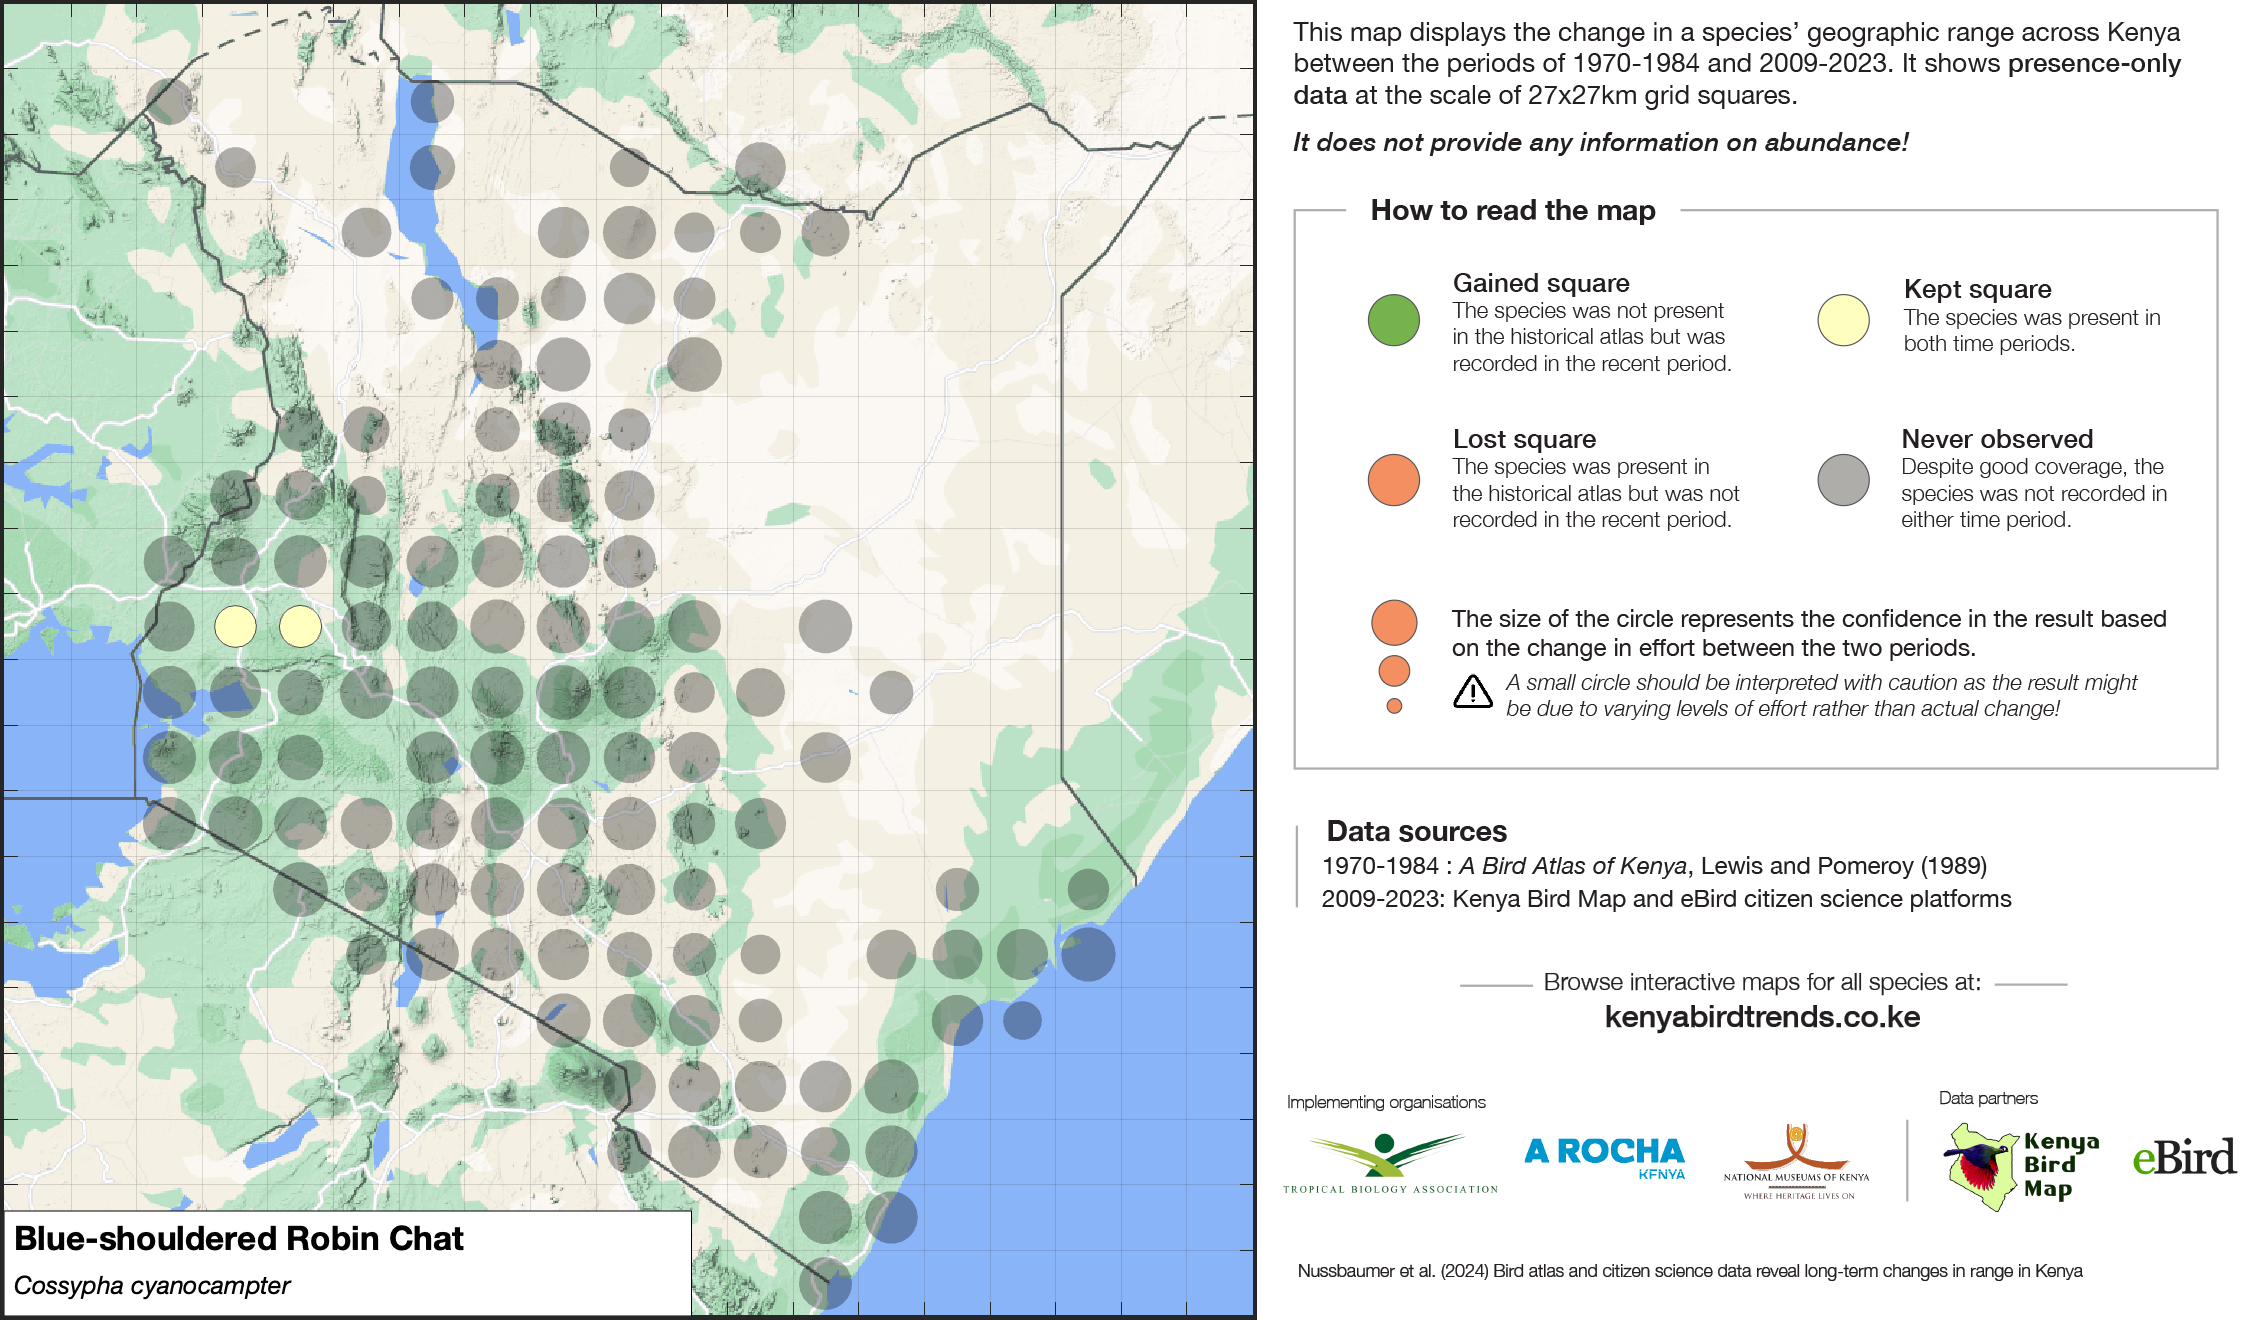 This map displays the change in a species’ geographic range across Kenya
between the periods of 1970-1984 and 2009-2023. It shows presence-only
data at the scale of 27x27km grid squares.
It does not provide any information on abundance!
How to read the map
Gained square
The species was not present
in the historical atlas but was
recorded in the recent period.
Kept square
The species was present in
both time periods.
Lost square
The species was present in
the historical atlas but was not
recorded in the recent period.
Never observed
Despite good coverage, the
species was not recorded in
either time period.
The size of the circle represents the confidence in the result based
on the change in effort between the two periods.
A small circle should be interpreted with caution as the result might
be due to varying levels of effort rather than actual change!
Data sources
1970-1984 : A Bird Atlas of Kenya, Lewis and Pomeroy (1989)
2009-2023: Kenya Bird Map and eBird citizen science platforms
Browse interactive maps for all species at:
kenyabirdtrends.co.ke
Implementing organisations
Data partners
TROPICAL BIOLOGY ASSOCIATION
A ROCHA
KENYA
NATIONAL MUSEUMS OF KENYA
WHERE HERITAGE LIVES ON
Kenya
Bird
Map
eBird
Nussbaumer et al. (2024) Bird atlas and citizen science data reveal long-term changes in range in Kenya
Blue-shouldered Robin Chat
Cossypha cyanocampter